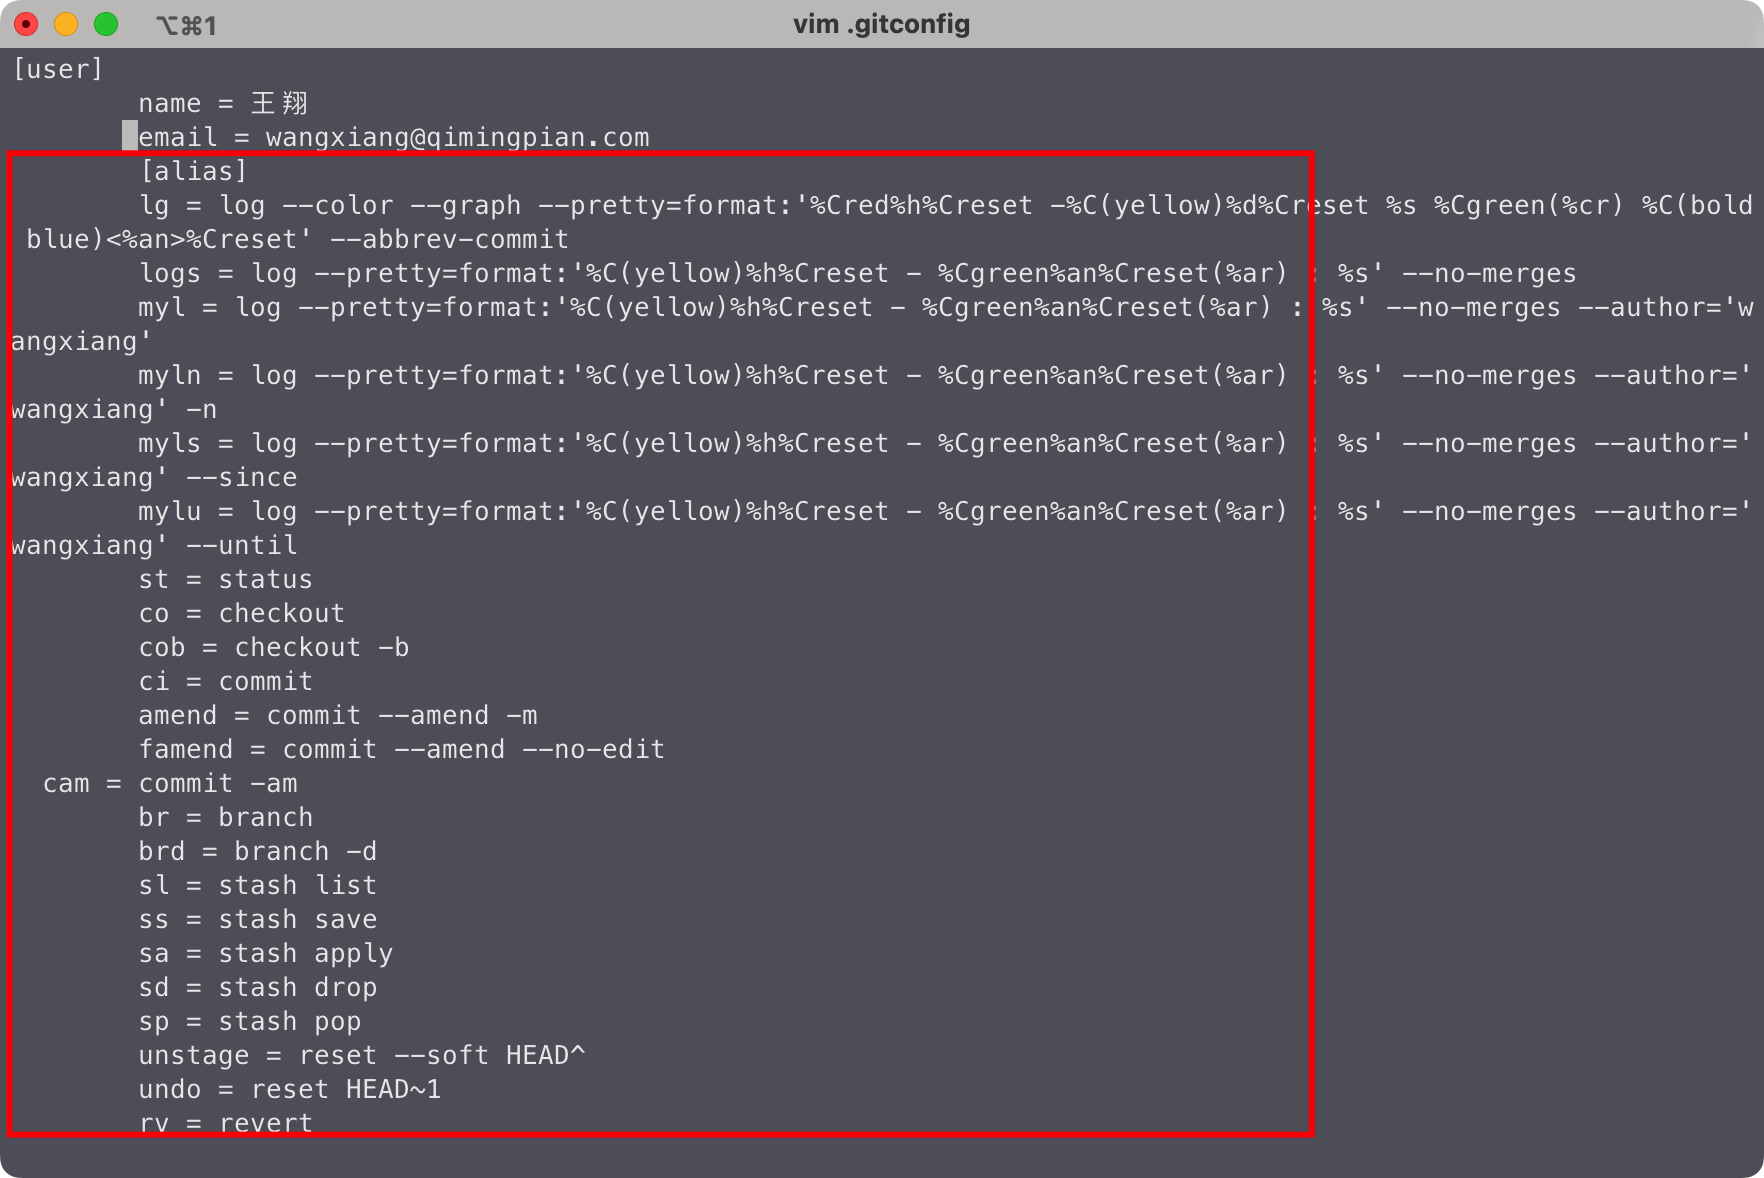 ⌥⌘1
vim .gitconfig
[user]
name = 王翔
email = wangxiang@qimingpian.com
[alias]
lg = log --color --graph --pretty=format:'%Cred%h%Creset -%C(yellow)%d%Creset %s %Cgreen(%cr) %C(bold
blue)<%an>%Creset' --abbrev-commit
logs = log --pretty=format:'%C(yellow)%h%Creset - %Cgreen%an%Creset(%ar) : %s' --no-merges
myl = log --pretty=format:'%C(yellow)%h%Creset - %Cgreen%an%Creset(%ar) : %s' --no-merges --author='w
angxiang'
myln = log --pretty=format:'%C(yellow)%h%Creset - %Cgreen%an%Creset(%ar) : %s' --no-merges --author='
wangxiang' -n
myls = log --pretty=format:'%C(yellow)%h%Creset - %Cgreen%an%Creset(%ar) : %s' --no-merges --author='
wangxiang' --since
mylu = log --pretty=format:'%C(yellow)%h%Creset - %Cgreen%an%Creset(%ar) : %s' --no-merges --author='
wangxiang' --until
st = status
co = checkout
cob = checkout -b
ci = commit
amend = commit --amend -m
famend = commit --amend --no-edit
cam = commit -am
br = branch
brd = branch -d
sl = stash list
ss = stash save
sa = stash apply
sd = stash drop
sp = stash pop
unstage = reset --soft HEAD^
undo = reset HEAD~1
rv = revert